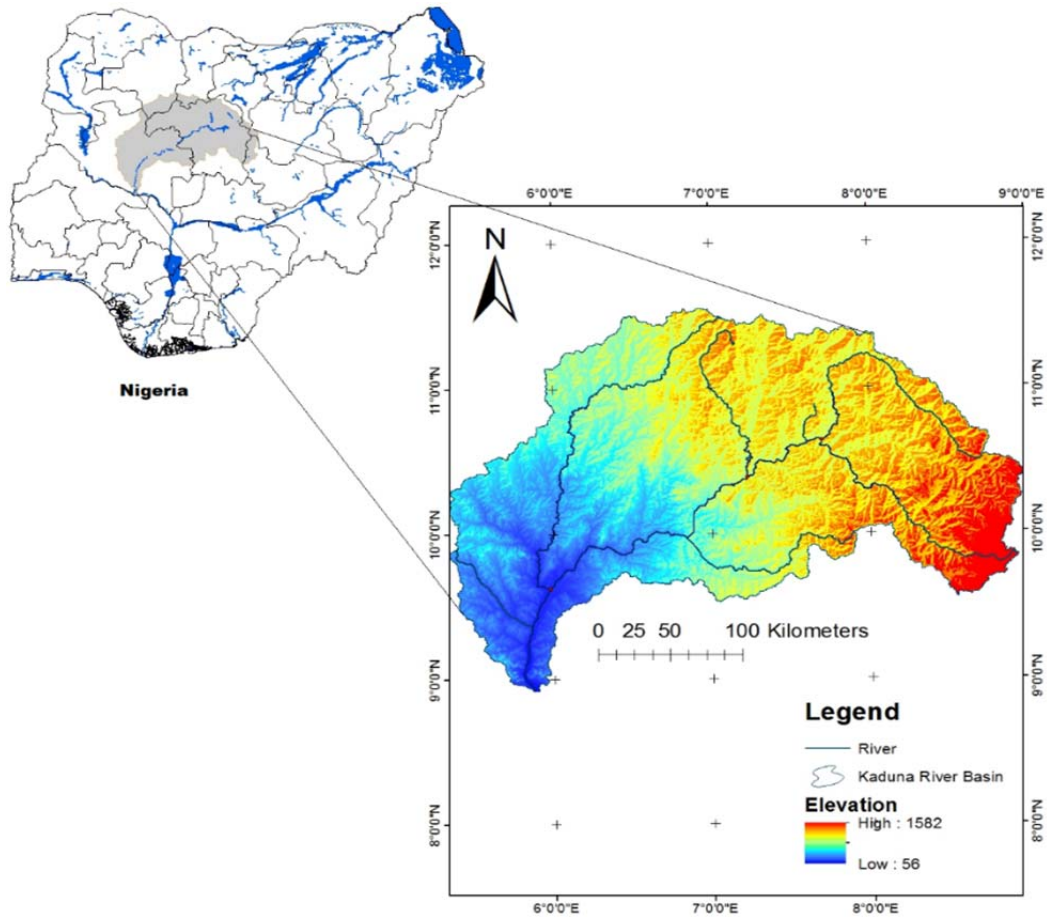 Nigeria
6°0'0"E 7°0'0"E 8°0'0"E 9°0'0"E
N
12°0'0"N 12°0'0"N
11°0'0"N 11°0'0"N
10°0'0"N 10°0'0"N
0 25 50 100 Kilometers
9°0'0"N 9°0'0"N
Legend
River
Kaduna River Basin
Elevation
High : 1582
Low : 56
8°0'0"N 8°0'0"N
6°0'0"E 7°0'0"E 8°0'0"E